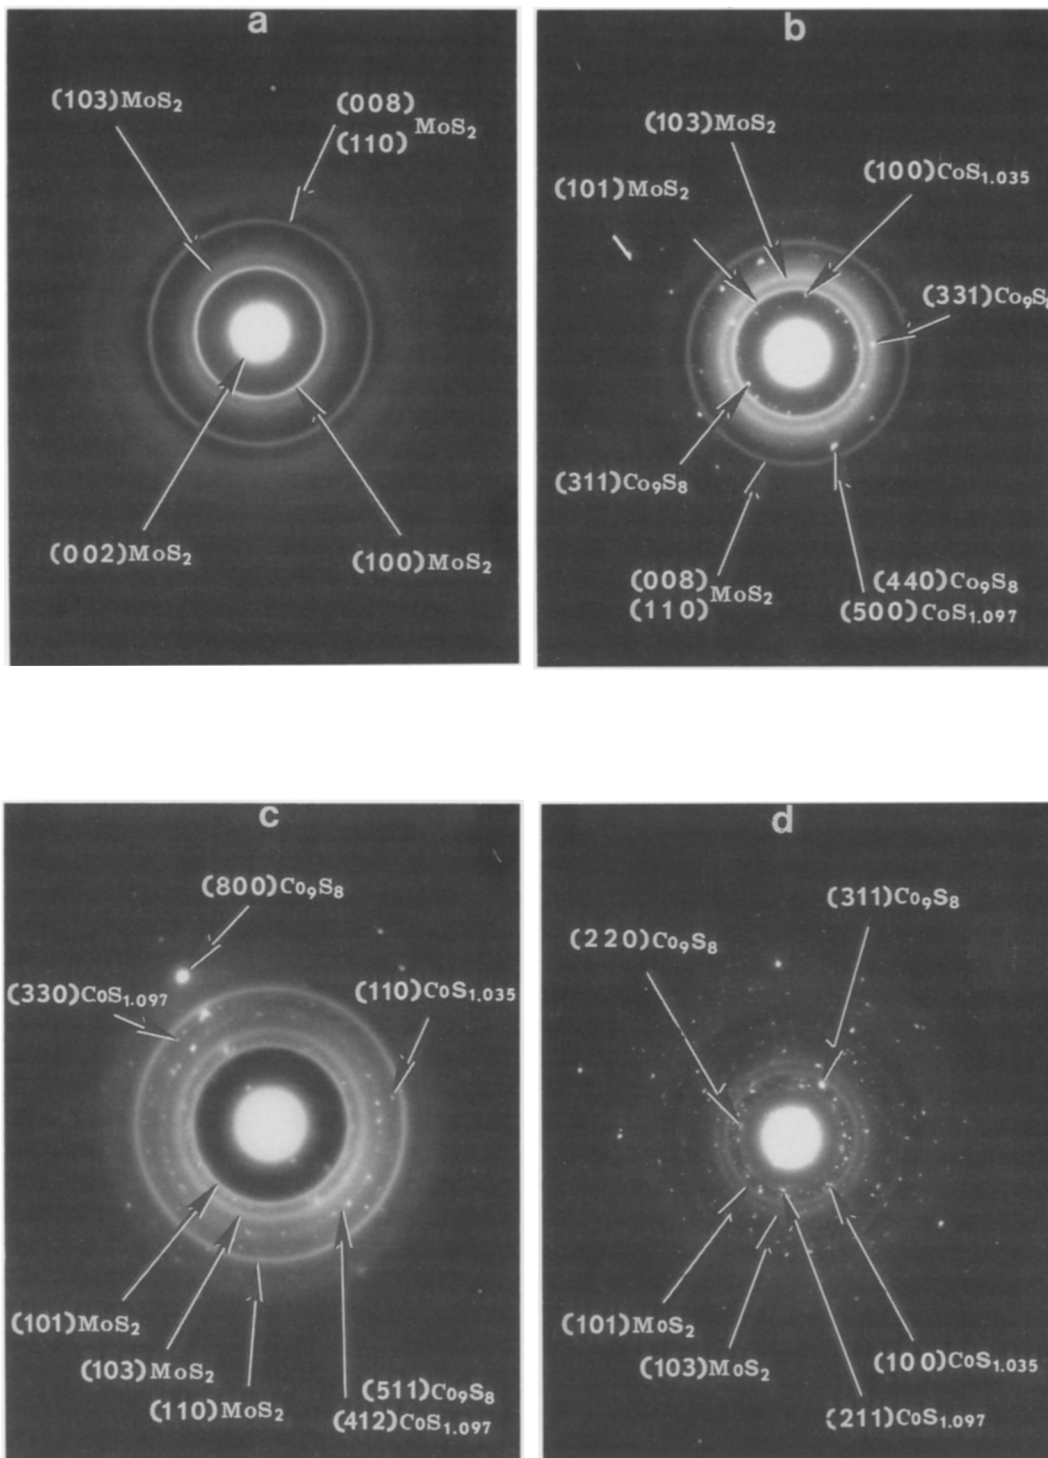 a
(103)MoS₂
(008)
(110) MoS₂
(002)MoS₂
(100)MoS₂
b
(103)MoS₂
(101)MoS₂
(100)CoS₁.₀₃₅
(331)Co₉S₈
(311)Co₉S₈
(008)
(110) MoS₂
(440)Co₉S₈
(500)CoS₁.₀₉₇
c
(800)Co₉S₈
(330)CoS₁.₀₉₇
(110)CoS₁.₀₃₅
(101)MoS₂
(103)MoS₂
(110)MoS₂
(511)Co₉S₈
(412)CoS₁.₀₉₇
d
(311)Co₉S₈
(220)Co₉S₈
(101)MoS₂
(103)MoS₂
(100)CoS₁.₀₃₅
(211)CoS₁.₀₉₇